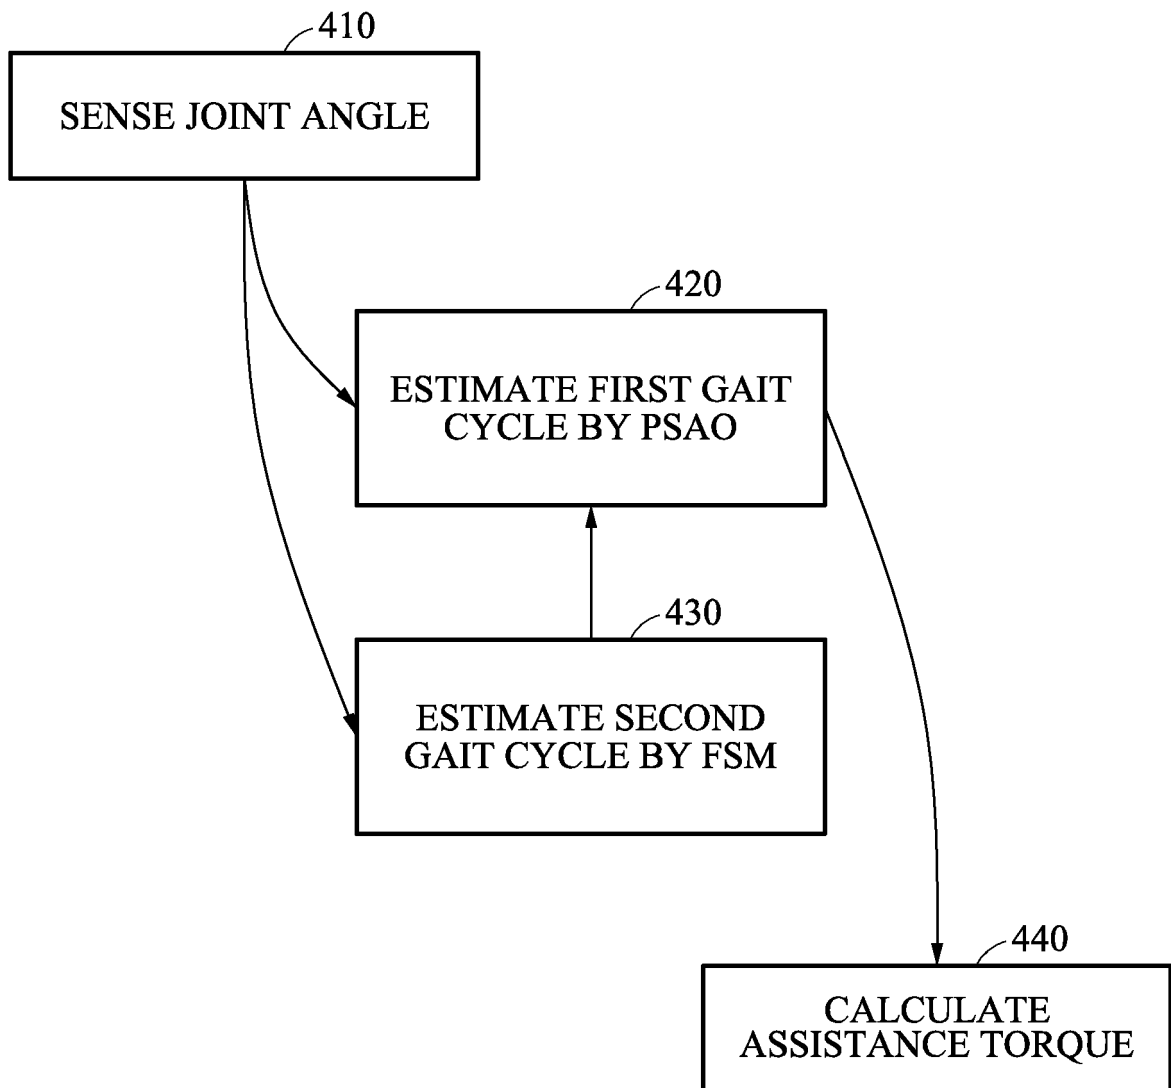 410
SENSE JOINT ANGLE
420
ESTIMATE FIRST GAIT
CYCLE BY PSAO
430
ESTIMATE SECOND
GAIT CYCLE BY FSM
440
CALCULATE
ASSISTANCE TORQUE